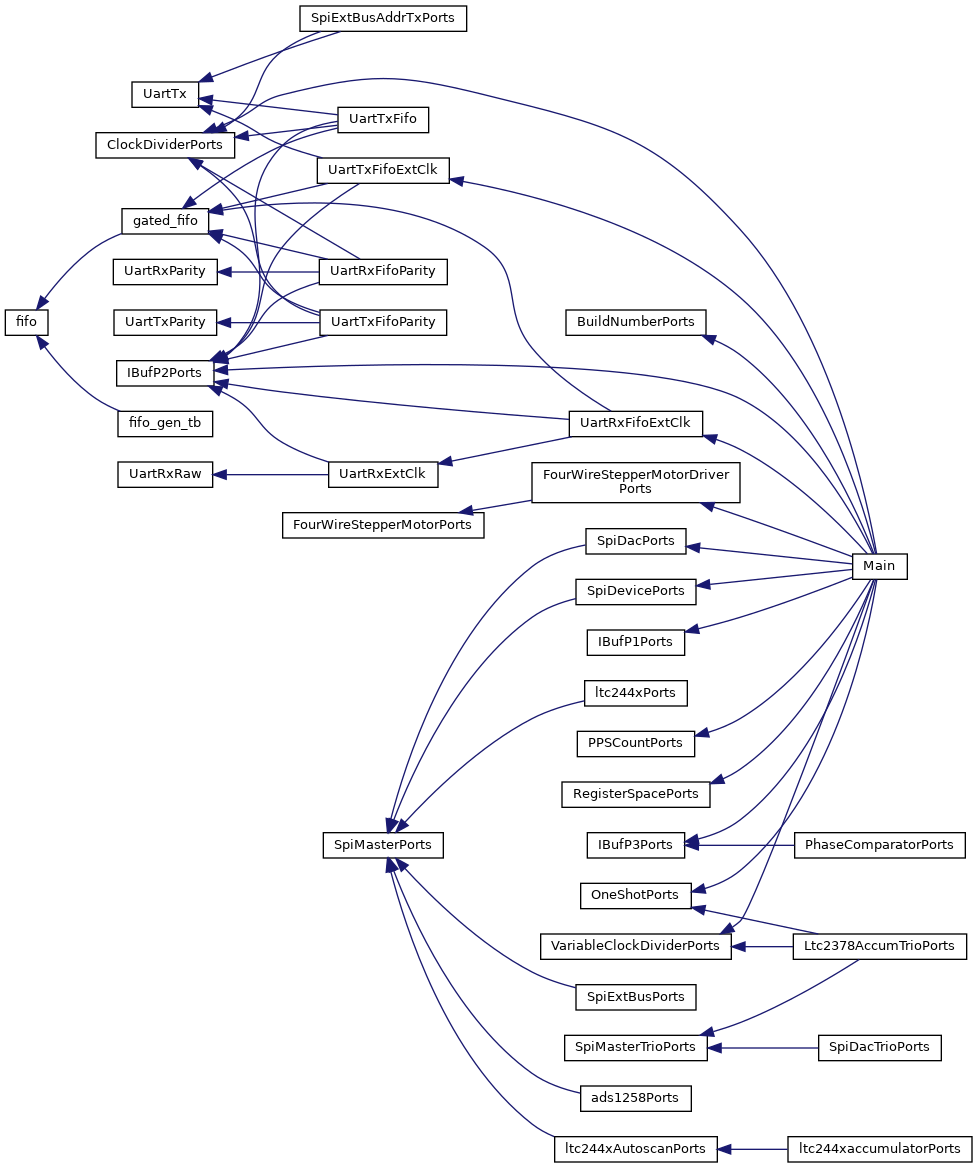 SpiExtBusAddrTxPorts
UartTx
UartTxFifo
ClockDividerPorts
UartTxFifoExtClk
gated_fifo
UartRxParity
UartRxFifoParity
fifo
UartTxParity
UartTxFifoParity
BuildNumberPorts
IBufP2Ports
fifo_gen_tb
UartRxFifoExtClk
UartRxRaw
UartRxExtClk
FourWireStepperMotorDriver
Ports
FourWireStepperMotorPorts
SpiDacPorts
Main
SpiDevicePorts
IBufP1Ports
ltc244xPorts
PPSCountPorts
RegisterSpacePorts
SpiMasterPorts
IBufP3Ports
PhaseComparatorPorts
OneShotPorts
VariableClockDividerPorts
Ltc2378AccumTrioPorts
SpiExtBusPorts
SpiMasterTrioPorts
SpiDacTrioPorts
ads1258Ports
ltc244xAutoscanPorts
ltc244xaccumulatorPorts